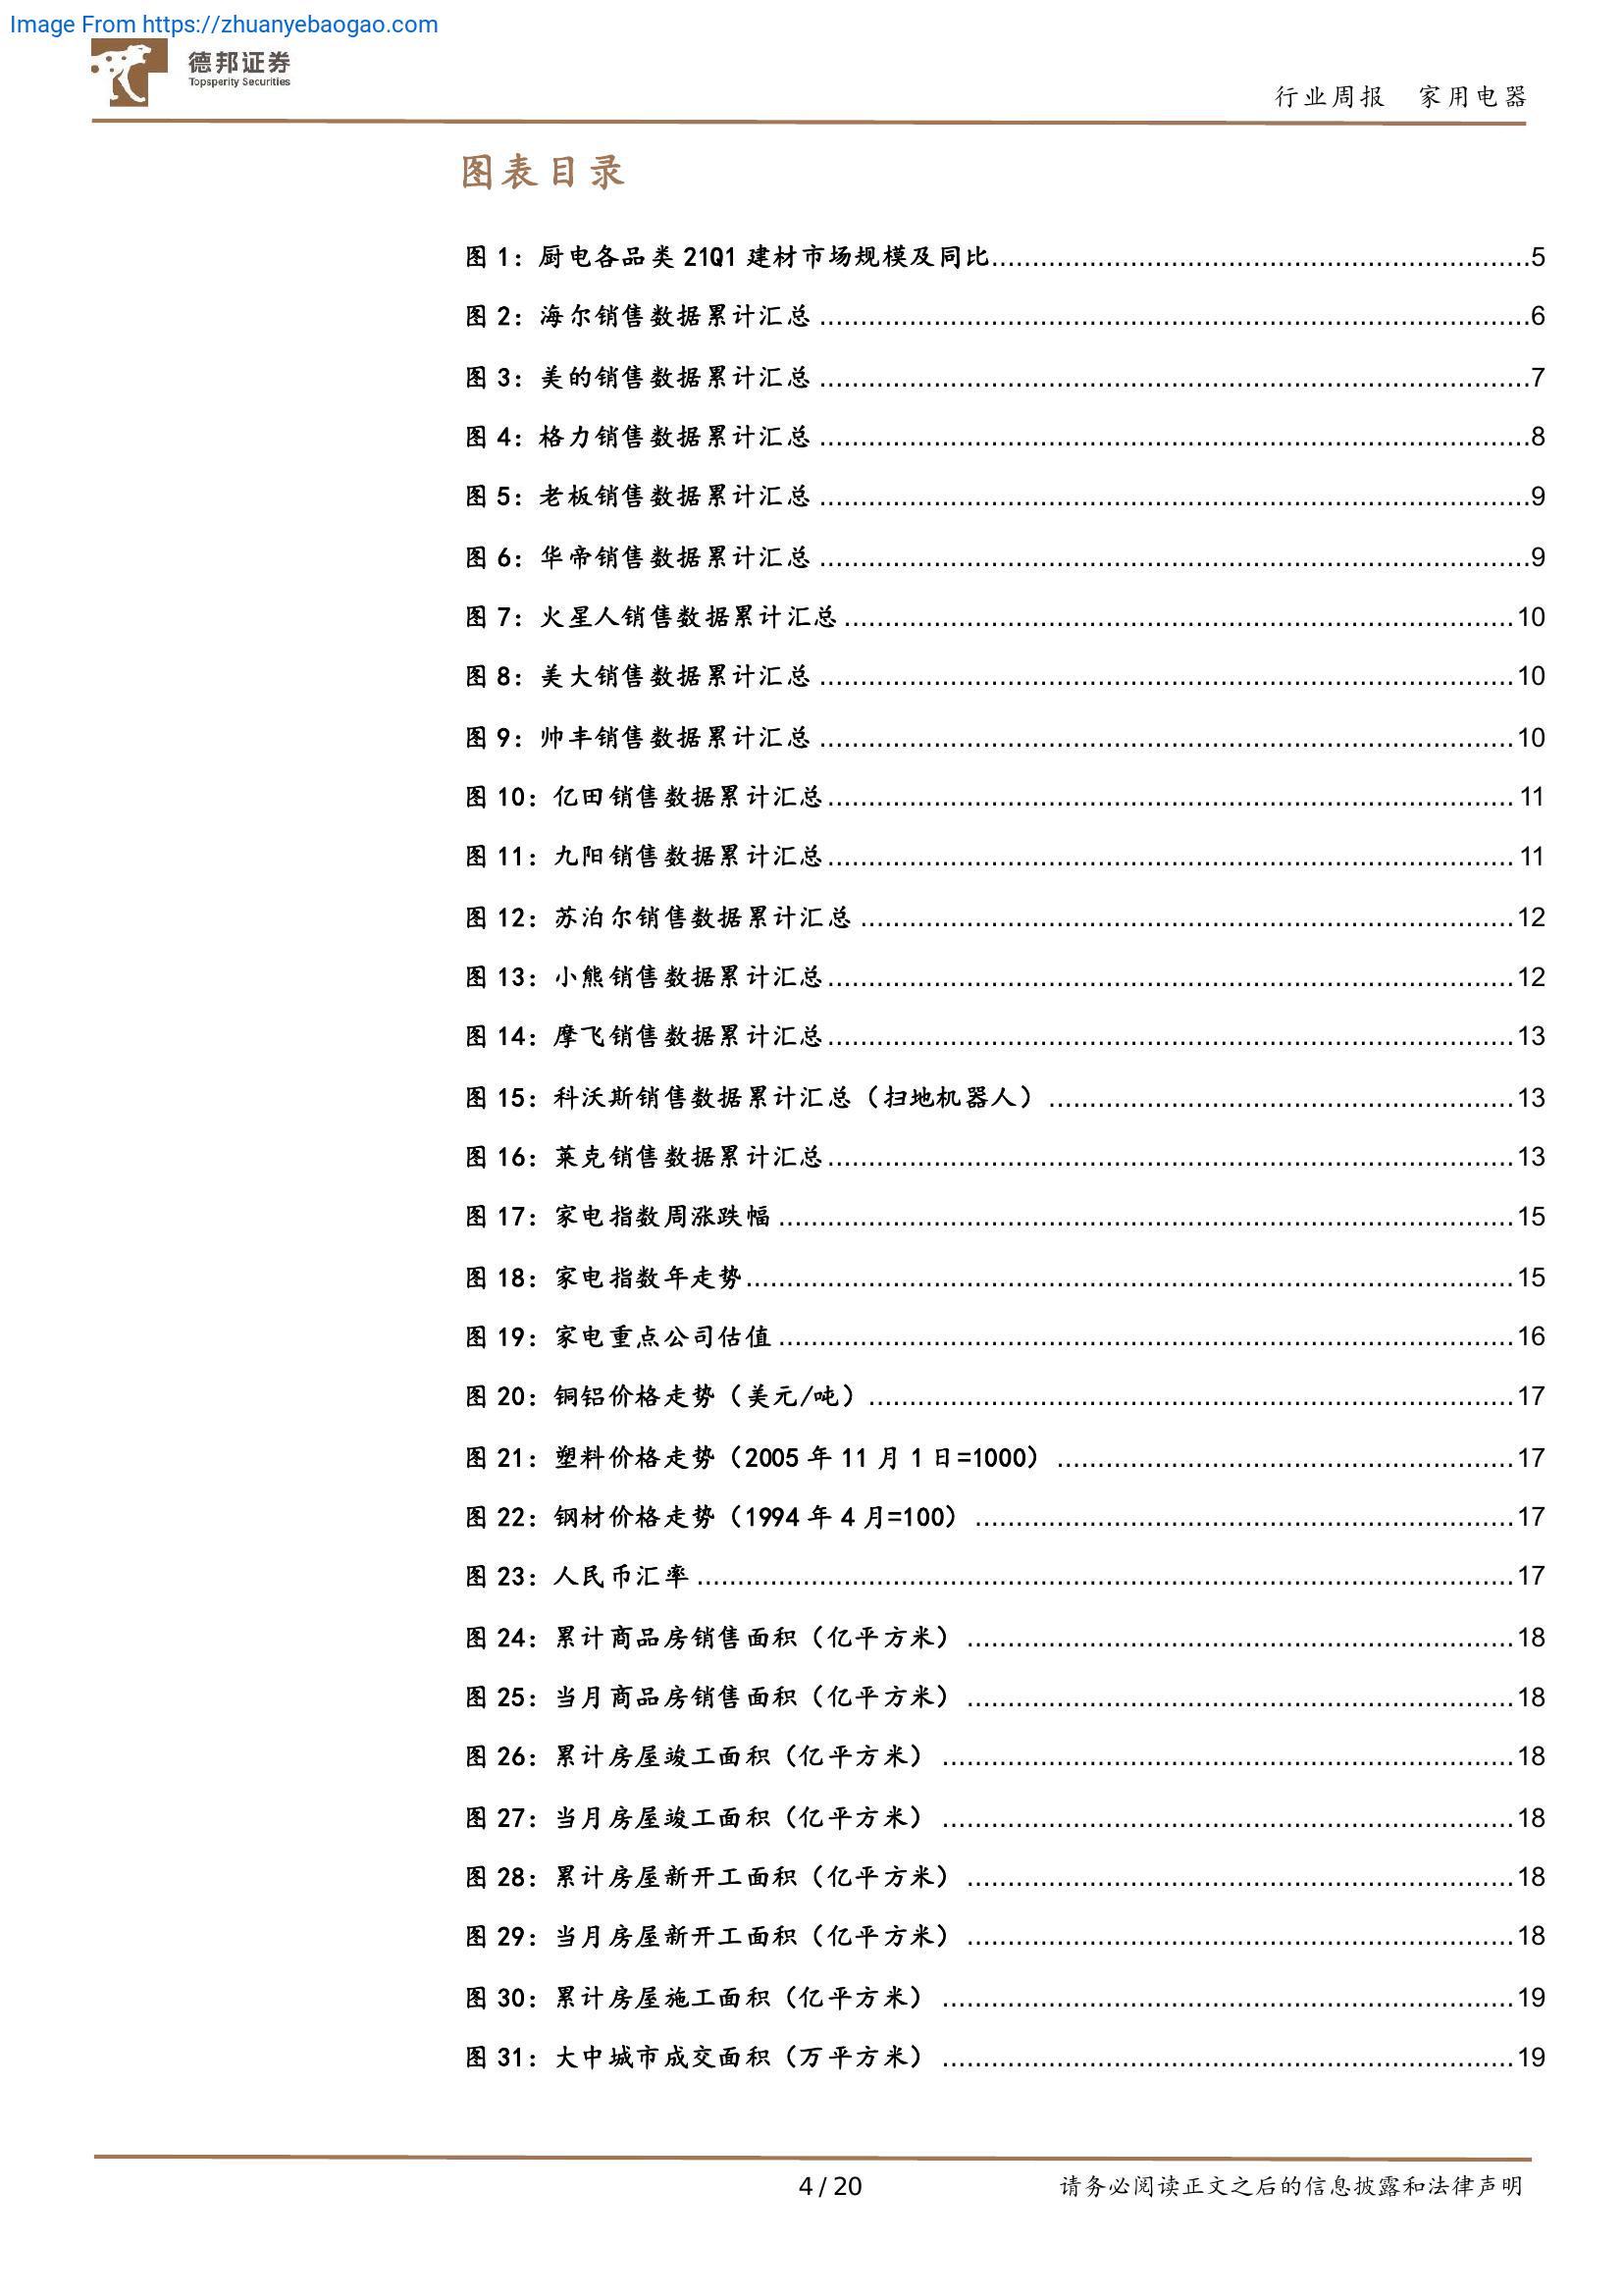 Image From https://zhuanyebaogao.com
德邦证券
Topsperity Securities
行业周报 家用电器
图表目录
图 1：厨电各品类 21Q1 建材市场规模及同比..................................................................5
图 2：海尔销售数据累计汇总 .......................................................................................6
图 3：美的销售数据累计汇总 .......................................................................................7
图 4：格力销售数据累计汇总 .......................................................................................8
图 5：老板销售数据累计汇总 .......................................................................................9
图 6：华帝销售数据累计汇总 .......................................................................................9
图 7：火星人销售数据累计汇总 ..................................................................................10
图 8：美大销售数据累计汇总 .....................................................................................10
图 9：帅丰销售数据累计汇总 .....................................................................................10
图 10：亿田销售数据累计汇总.................................................................................... 11
图 11：九阳销售数据累计汇总.................................................................................... 11
图 12：苏泊尔销售数据累计汇总 ................................................................................12
图 13：小熊销售数据累计汇总....................................................................................12
图 14：摩飞销售数据累计汇总....................................................................................13
图 15：科沃斯销售数据累计汇总（扫地机器人） .........................................................13
图 16：莱克销售数据累计汇总....................................................................................13
图 17：家电指数周涨跌幅 ..........................................................................................15
图 18：家电指数年走势..............................................................................................15
图 19：家电重点公司估值 ..........................................................................................16
图 20：铜铝价格走势（美元/吨）...............................................................................17
图 21：塑料价格走势（2005 年 11 月 1 日=1000） ........................................................17
图 22：钢材价格走势（1994 年 4 月=100） ..................................................................17
图 23：人民币汇率 ....................................................................................................17
图 24：累计商品房销售面积（亿平方米） ...................................................................18
图 25：当月商品房销售面积（亿平方米） ...................................................................18
图 26：累计房屋竣工面积（亿平方米） ......................................................................18
图 27：当月房屋竣工面积（亿平方米） ......................................................................18
图 28：累计房屋新开工面积（亿平方米） ...................................................................18
图 29：当月房屋新开工面积（亿平方米） ...................................................................18
图 30：累计房屋施工面积（亿平方米） ......................................................................19
图 31：大中城市成交面积（万平方米） ......................................................................19
4 / 20
请务必阅读正文之后的信息披露和法律声明